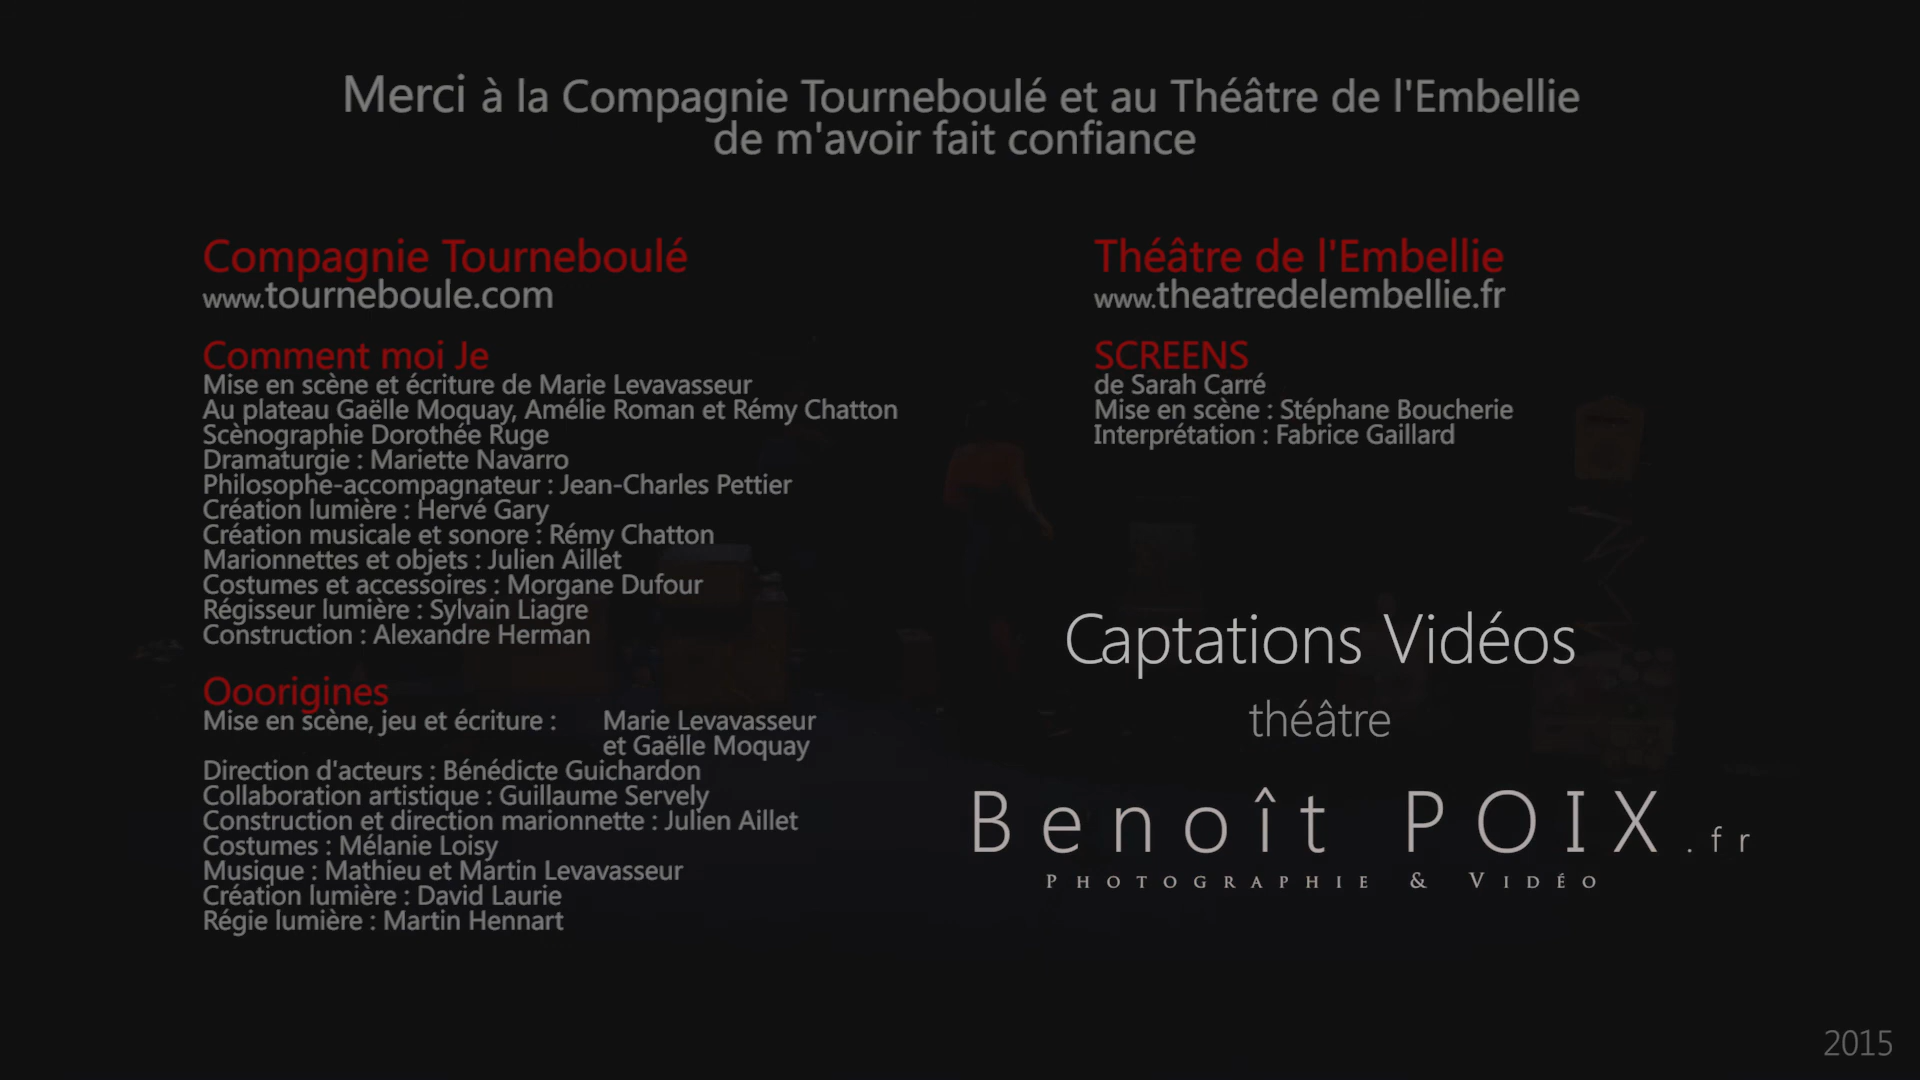 Merci à la Compagnie Tourneboulé et au Théâtre de l'Embellie
de m'avoir fait confiance
Compagnie Tourneboulé
www.tourneboule.com
Comment moi Je
Mise en scène et écriture de Marie Levavasseur
Au plateau Gaëlle Moquay, Amélie Roman et Rémy Chatton
Scènographie Dorothée Ruge
Dramaturgie : Mariette Navarro
Philosophe-accompagnateur : Jean-Charles Pettier
Création lumière : Hervé Gary
Création musicale et sonore : Rémy Chatton
Marionnettes et objets : Julien Aillet
Costumes et accessoires : Morgane Dufour
Régisseur lumière : Sylvain Liagre
Construction : Alexandre Herman
Ooorigines
Mise en scène, jeu et écriture : Marie Levavasseur
et Gaëlle Moquay
Direction d'acteurs : Bénédicte Guichardon
Collaboration artistique : Guillaume Servely
Construction et direction marionnette : Julien Aillet
Costumes : Mélanie Loisy
Musique : Mathieu et Martin Levavasseur
Création lumière : David Laurie
Régie lumière : Martin Hennart
Théâtre de l'Embellie
www.theatredelembellie.fr
SCREENS
de Sarah Carré
Mise en scène : Stéphane Boucherie
Interprétation : Fabrice Gaillard
Captations Vidéos
théâtre
Benoît POIX.fr
Photographie & Vidéo
2015